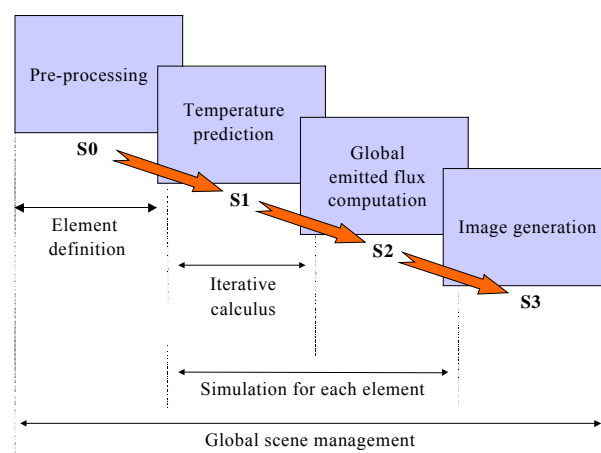 Pre-processing
Temperature
prediction
Global
emitted flux
computation
Image generation
S0
S1
S2
S3
Element
definition
Iterative
calculus
Simulation for each element
Global scene management